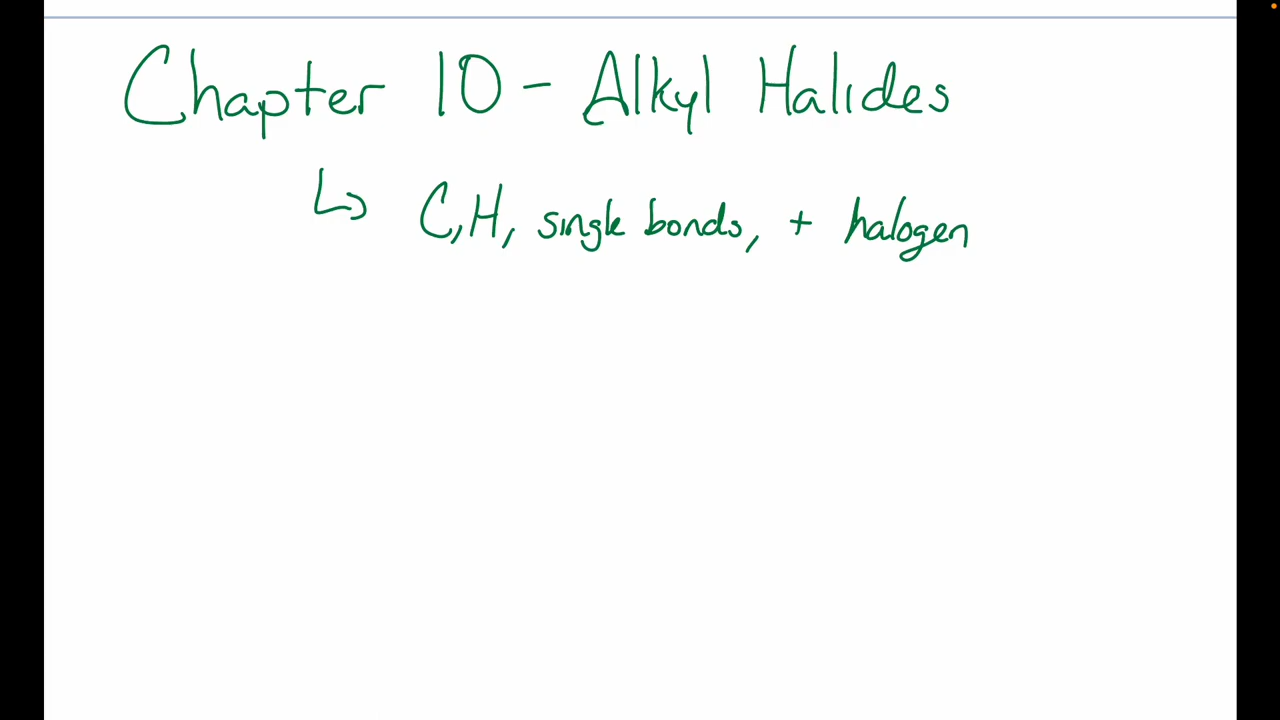 Chapter 10 - Alkyl Halides
↳ C, H, single bonds, + halogen